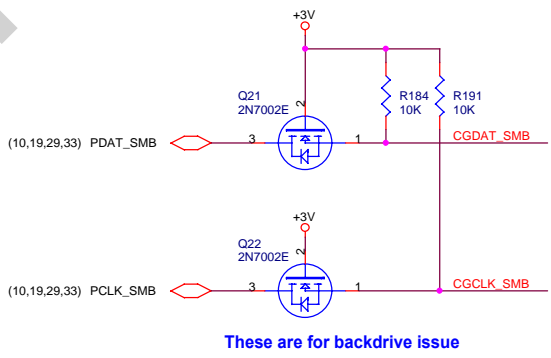 +3V
Q21
2N7002E
2
R184
10K
R191
10K
(10,19,29,33) PDAT_SMB
3
1
CGDAT_SMB
+3V
Q22
2N7002E
2
(10,19,29,33) PCLK_SMB
3
1
CGCLK_SMB
These are for backdrive issue